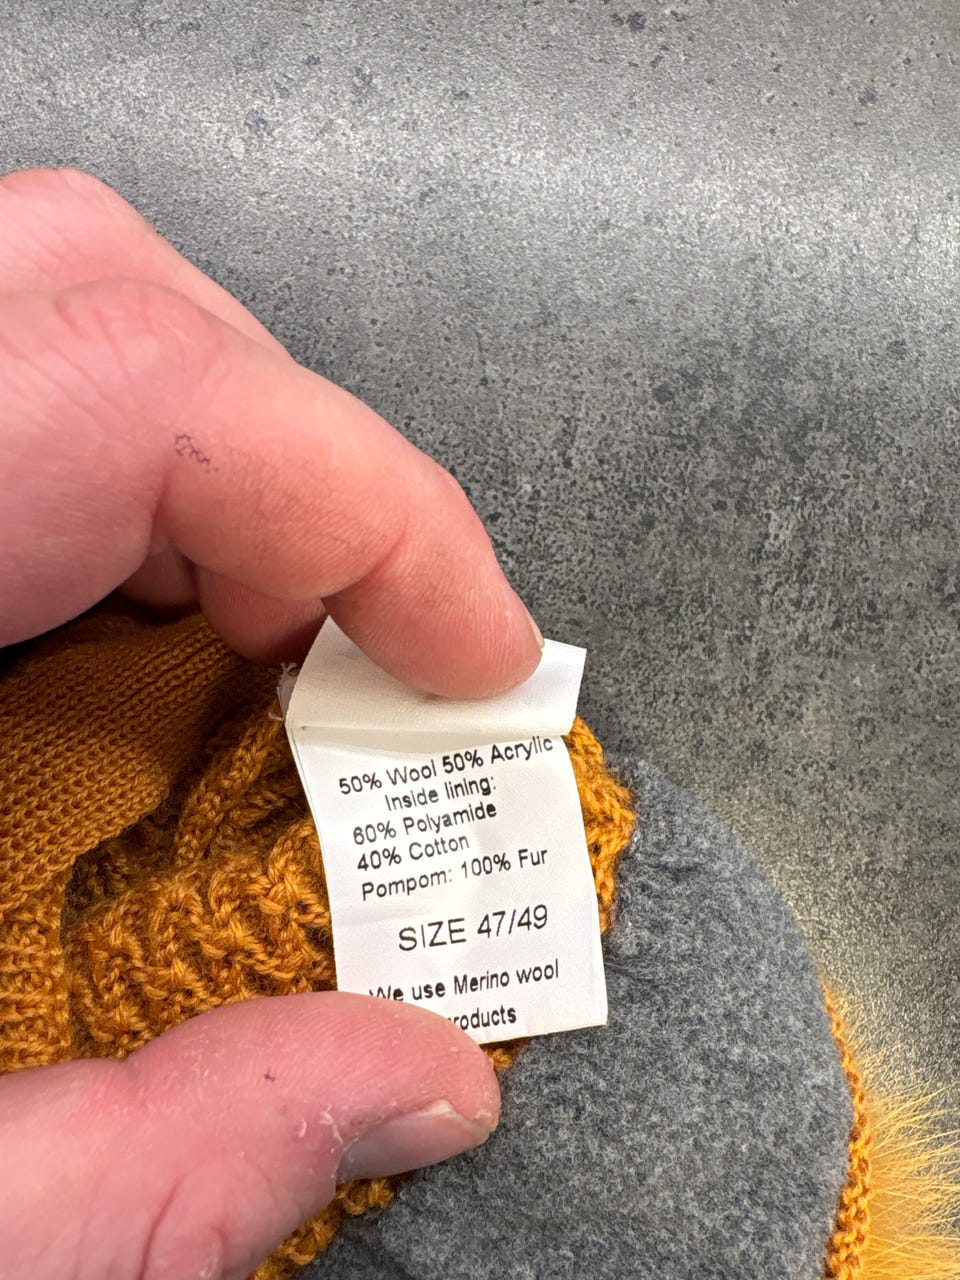 50% Wool 50% Acrylic
Inside lining:
60% Polyamide
40% Cotton
Pompom: 100% Fur
SIZE 47/49
We use Merino wool